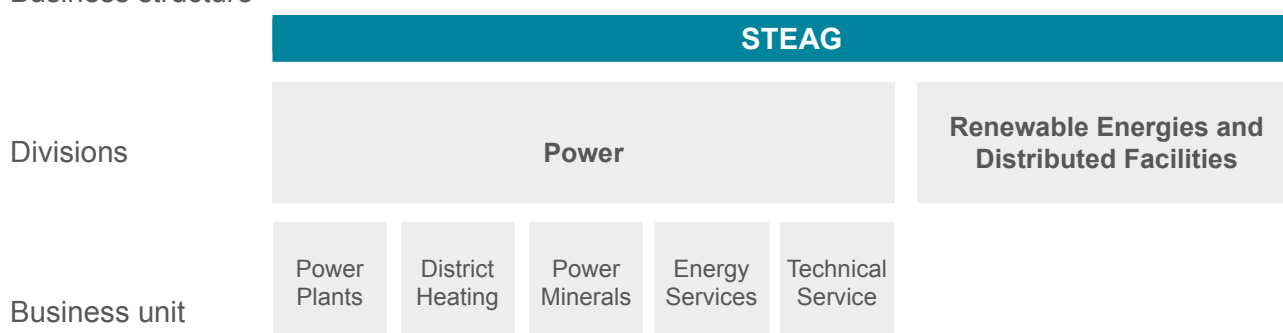 Business structure
STEAG
Divisions
Power
Renewable Energies and
Distributed Facilities
Business unit
Power
Plants
District
Heating
Power
Minerals
Energy
Services
Technical
Service